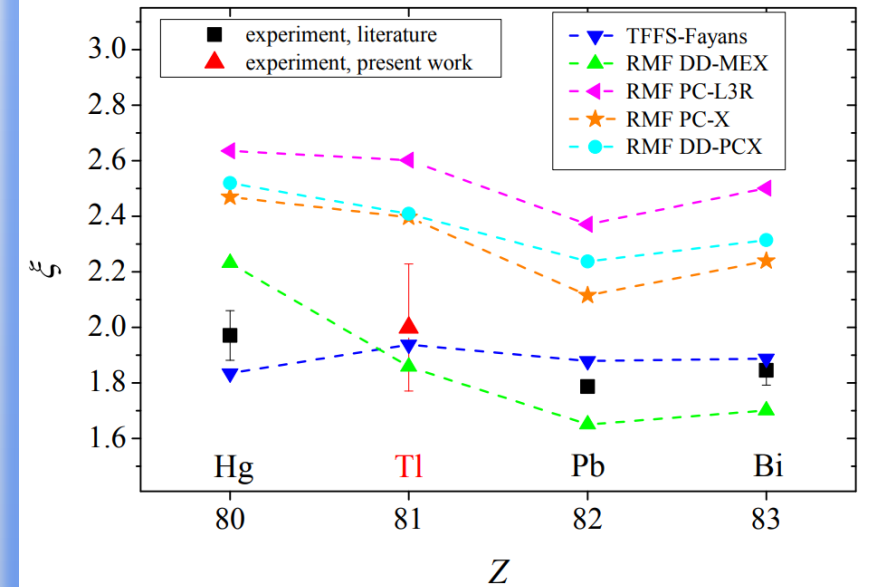 experiment, literature
experiment, present work
TFFS-Fayans
RMF DD-MEX
RMF PC-L3R
RMF PC-X
RMF DD-PCX
3.0
2.8
2.6
2.4
2.2
2.0
1.8
1.6
ξ
Hg Tl Pb Bi
80 81 82 83
Z